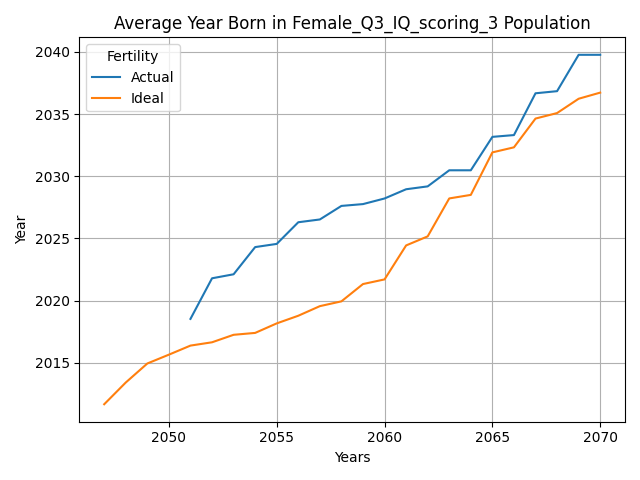 Average Year Born in Female_Q3_IQ_scoring_3 Population
Fertility
Actual
Ideal
2040
2035
2030
2025
2020
2015
Year
2050
2055
2060
2065
2070
Years